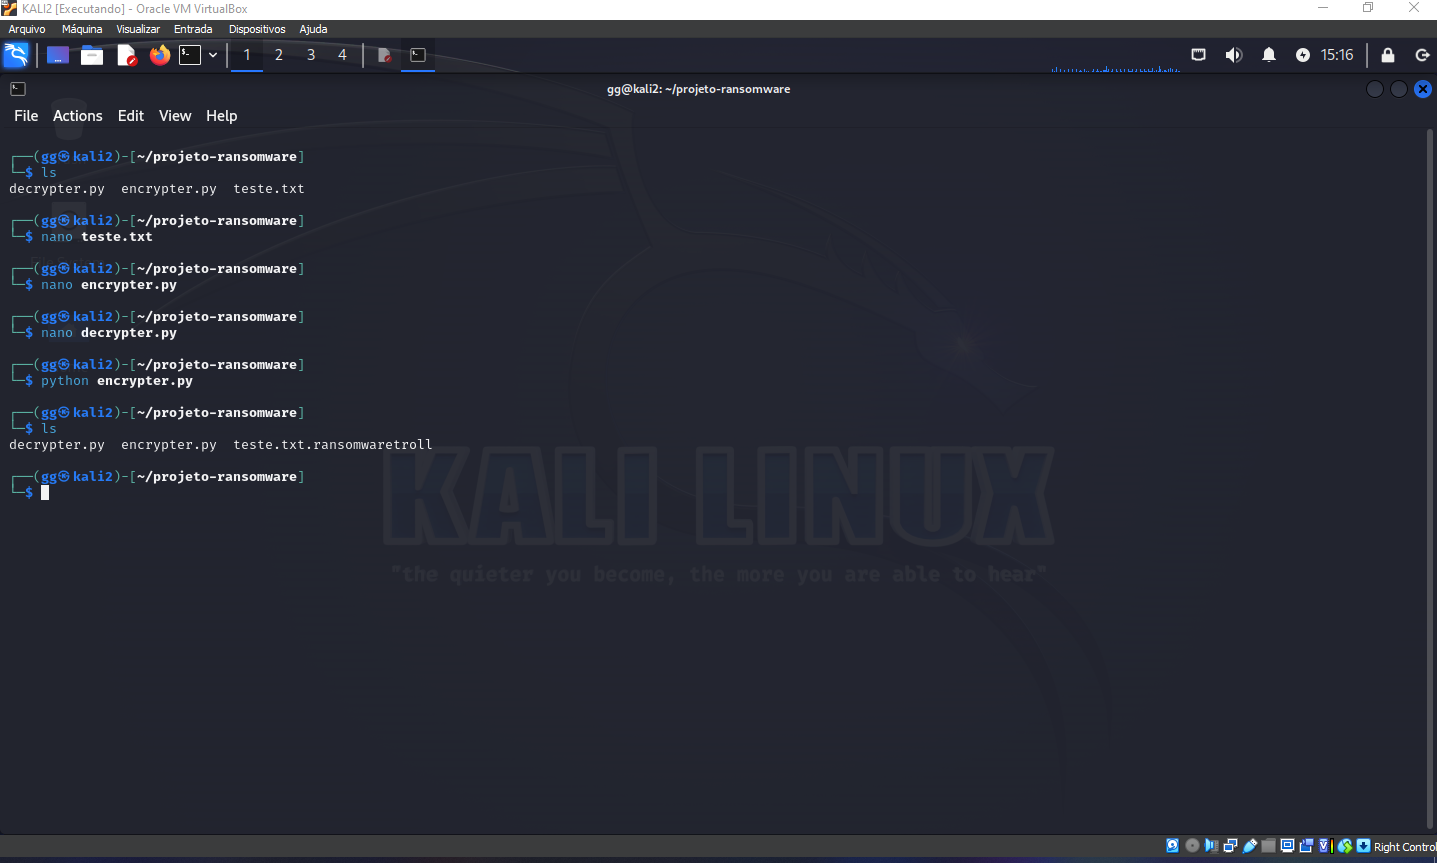 KALI2 [Executando] - Oracle VM VirtualBox
Arquivo Máquina Visualizar Entrada Dispositivos Ajuda
1 2 3 4 15:16
gg@kali2: ~/projeto-ransomware
File Actions Edit View Help
┌──(gg㉿kali2)-[~/projeto-ransomware]
└─$ ls
decrypter.py encrypter.py teste.txt
┌──(gg㉿kali2)-[~/projeto-ransomware]
└─$ nano teste.txt
┌──(gg㉿kali2)-[~/projeto-ransomware]
└─$ nano encrypter.py
┌──(gg㉿kali2)-[~/projeto-ransomware]
└─$ nano decrypter.py
┌──(gg㉿kali2)-[~/projeto-ransomware]
└─$ python encrypter.py
┌──(gg㉿kali2)-[~/projeto-ransomware]
└─$ ls
decrypter.py encrypter.py teste.txt.ransomwaretroll
┌──(gg㉿kali2)-[~/projeto-ransomware]
└─$
KALI LINUX
"the quieter you become, the more you are able to hear"
Right Control